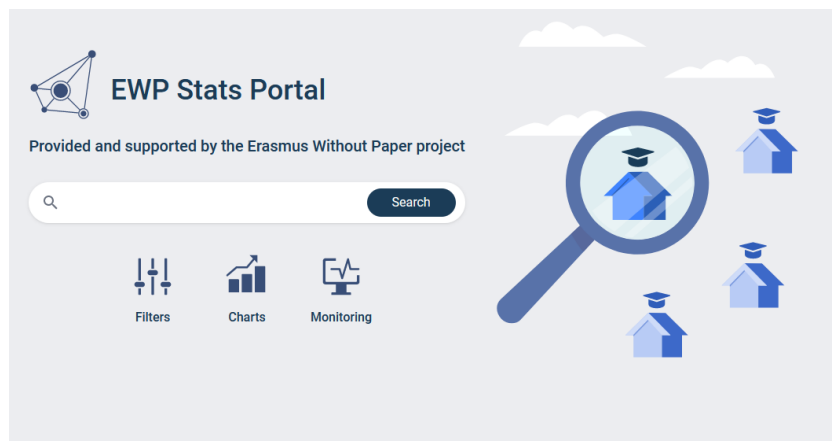 EWP Stats Portal
Provided and supported by the Erasmus Without Paper project
Search
Filters
Charts
Monitoring